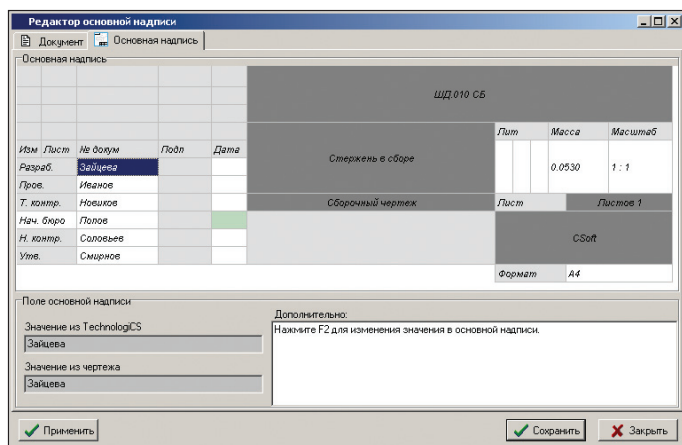 Редактор основной надписи
Документ Основная надпись
Основная надпись
ШД.010 СБ
Лит Масса Масштаб
Изм Лист № докум Подп Дата
Стержень в сборе
Разраб. Зайцева 0.0530 1 : 1
Пров. Иванов
Т. контр. Новиков Сборочный чертеж Лист Листов 1
Нач. бюро Попов
CSoft
Н. контр. Соловьев
Утв. Смирнов
Формат А4
Поле основной надписи
Дополнительно:
Значение из TechnologiCS
Нажмите F2 для изменения значения в основной надписи.
Зайцева
Значение из чертежа
Зайцева
Применить Сохранить Закрыть